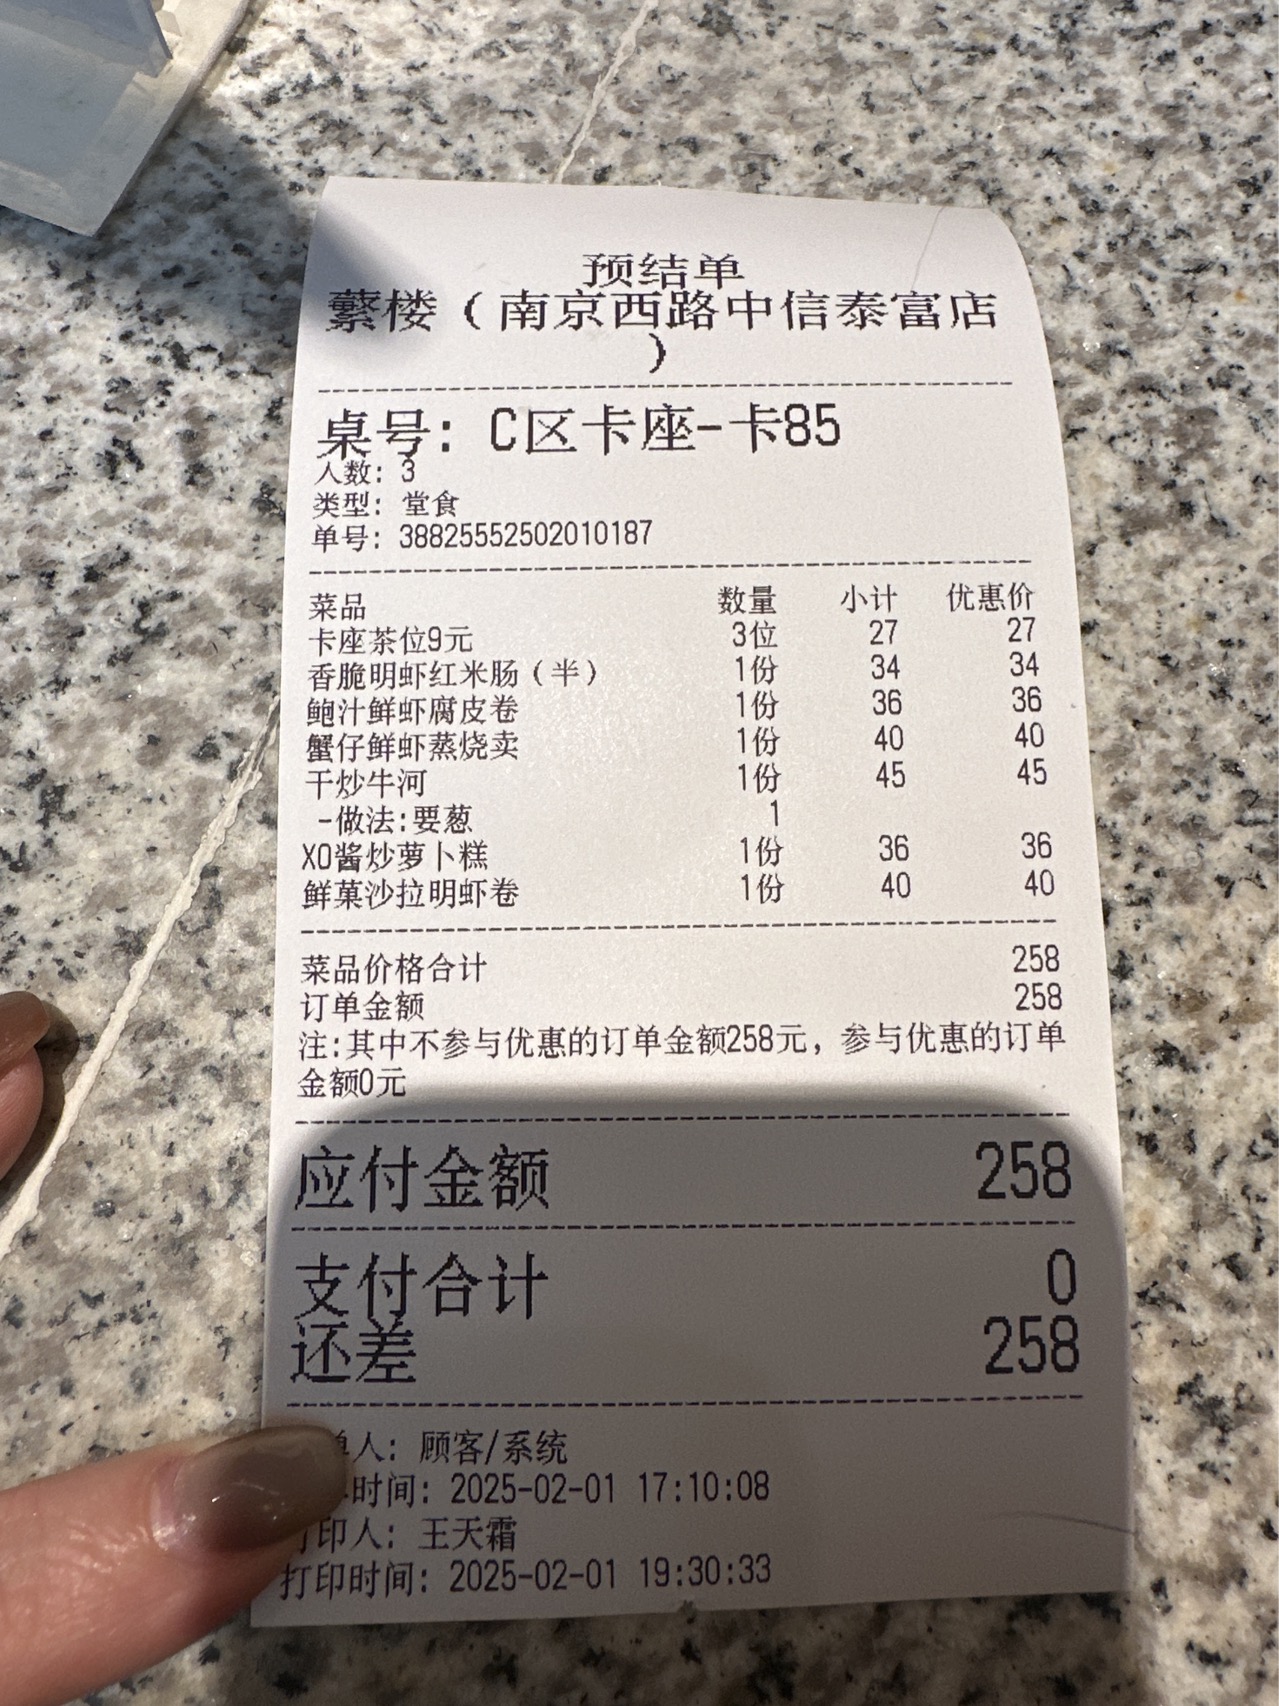 预结单
蘩楼（南京西路中信泰富店
）
桌号: C区卡座-卡85
人数: 3
类型: 堂食
单号: 38825552502010187
菜品 数量 小计 优惠价
卡座茶位9元 3位 27 27
香脆明虾红米肠（半） 1份 34 34
鲍汁鲜虾腐皮卷 1份 36 36
蟹仔鲜虾蒸烧卖 1份 40 40
干炒牛河 1份 45 45
-做法:要葱 1
XO酱炒萝卜糕 1份 36 36
鲜菓沙拉明虾卷 1份 40 40
菜品价格合计 258
订单金额 258
注:其中不参与优惠的订单金额258元，参与优惠的订单
金额0元
应付金额 258
支付合计 0
还差 258
单人: 顾客/系统
时间: 2025-02-01 17:10:08
打印人: 王天霜
打印时间: 2025-02-01 19:30:33